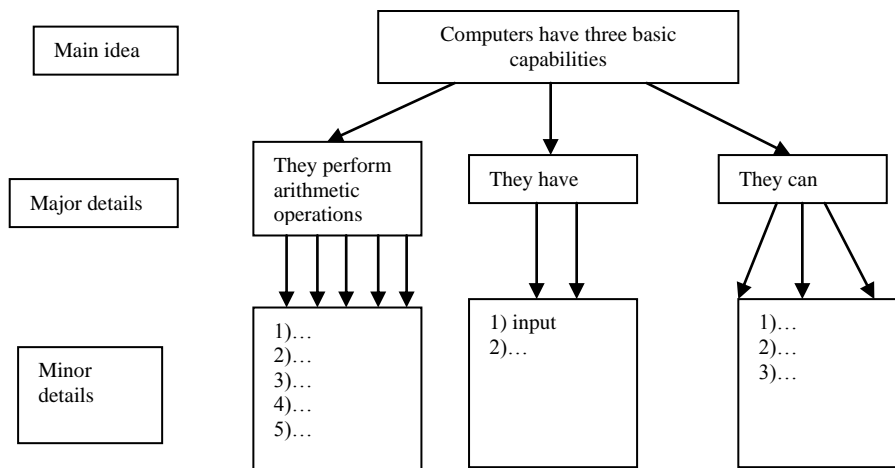 Main idea
Computers have three basic
capabilities
Major details
They perform
arithmetic
operations
They have
They can
Minor
details
1)…
2)…
3)…
4)…
5)…
1) input
2)…
1)…
2)…
3)…